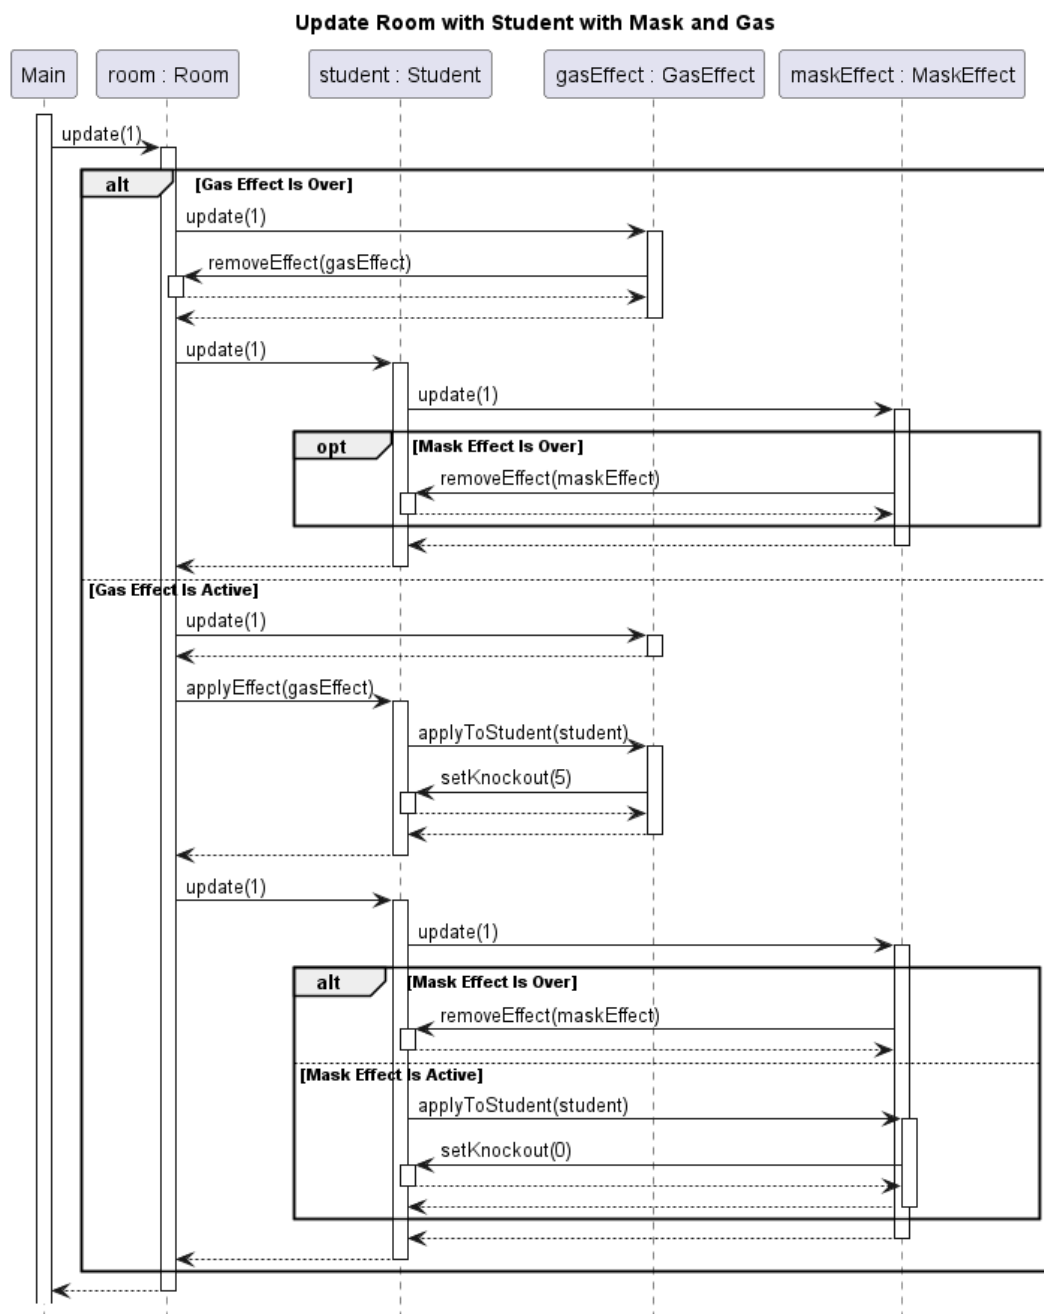 Update Room with Student with Mask and Gas
Main
room : Room
student : Student
gasEffect : GasEffect
maskEffect : MaskEffect
update(1)
alt
[Gas Effect Is Over]
update(1)
removeEffect(gasEffect)
update(1)
update(1)
opt
[Mask Effect Is Over]
removeEffect(maskEffect)
[Gas Effect Is Active]
update(1)
applyEffect(gasEffect)
applyToStudent(student)
setKnockout(5)
update(1)
update(1)
alt
[Mask Effect Is Over]
removeEffect(maskEffect)
[Mask Effect Is Active]
applyToStudent(student)
setKnockout(0)